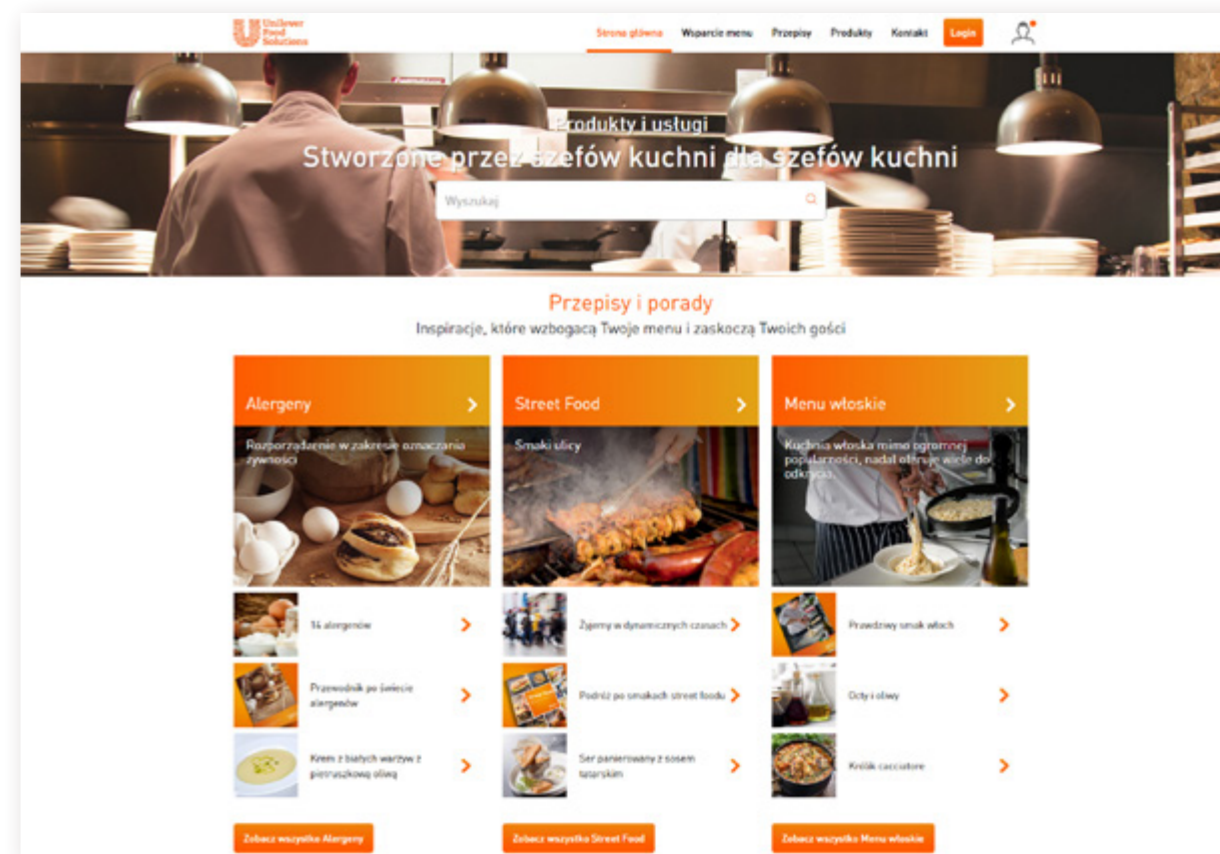 Unilever
Food
Solutions
Strona główna Wsparcie menu Przepisy Produkty Kontakt Login
Produkty i usługi
Stworzone przez szefów kuchni dla szefów kuchni
Wyszukaj
Przepisy i porady
Inspiracje, które wzbogacą Twoje menu i zaskoczą Twoich gości
Alergeny
Rozporządzenie w zakresie oznaczania
żywności
14 alergenów
Przewodnik po świecie
alergenów
Krem z białych warzyw z
pietruszkową oliwą
Zobacz wszystko Alergeny
Street Food
Smaki ulicy
Żyjemy w dynamicznych czasach
Podróż po smakach street foodu
Ser panierowany z sosem
tatarskim
Zobacz wszystko Street Food
Menu włoskie
Kuchnia włoska mimo ogromnej
popularności, nadal oferuje wiele do
odkrycia.
Prawdziwy smak włoch
Octy i oliwy
Królik cacciatore
Zobacz wszystko Menu włoskie